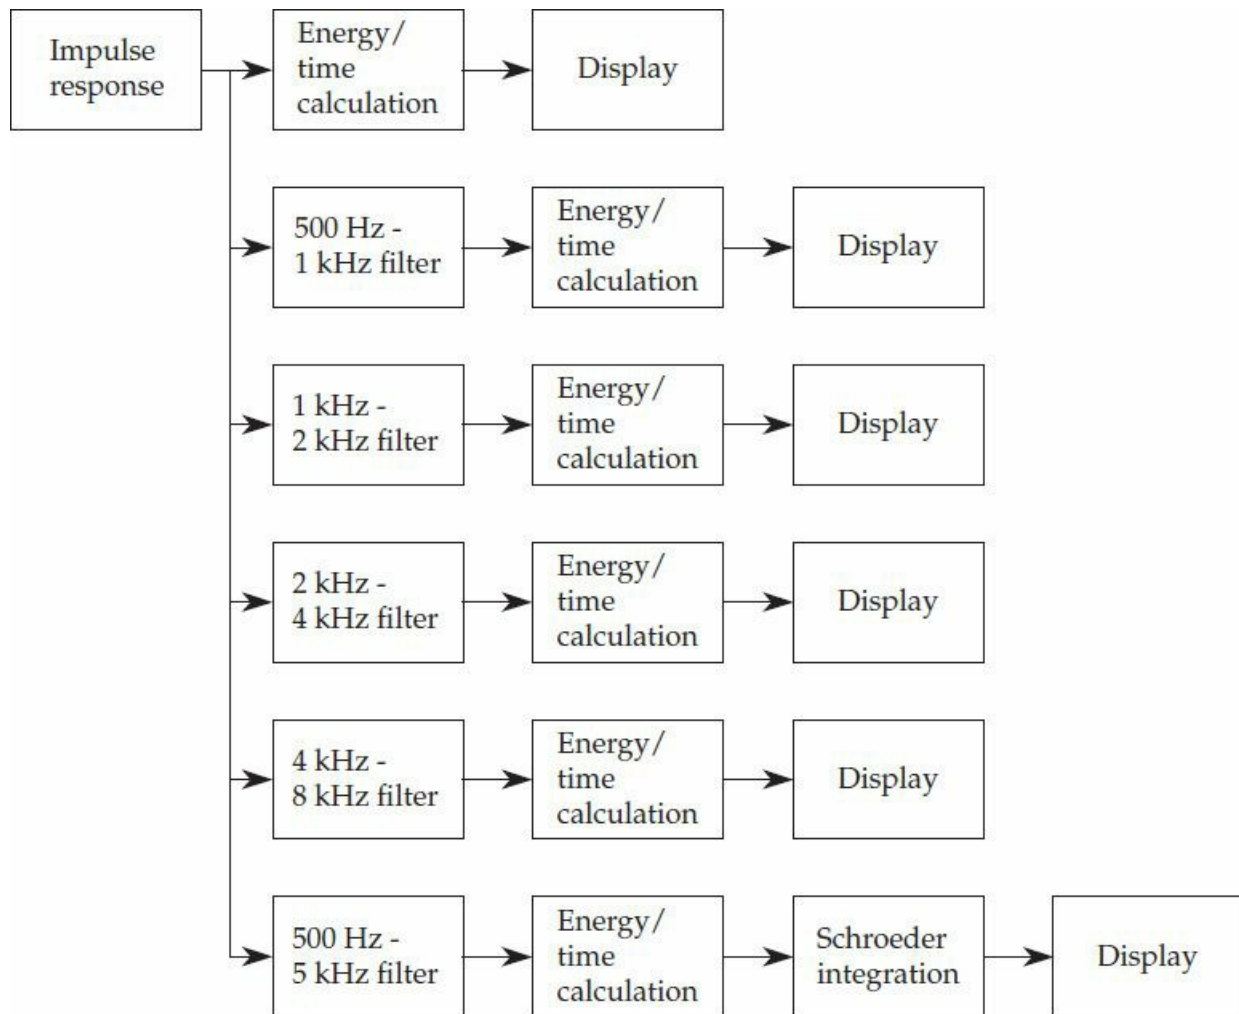 Impulse
response
Energy/
time
calculation
Display
500 Hz -
1 kHz filter
Energy/
time
calculation
Display
1 kHz -
2 kHz filter
Energy/
time
calculation
Display
2 kHz -
4 kHz filter
Energy/
time
calculation
Display
4 kHz -
8 kHz filter
Energy/
time
calculation
Display
500 Hz -
5 kHz filter
Energy/
time
calculation
Schroeder
integration
Display